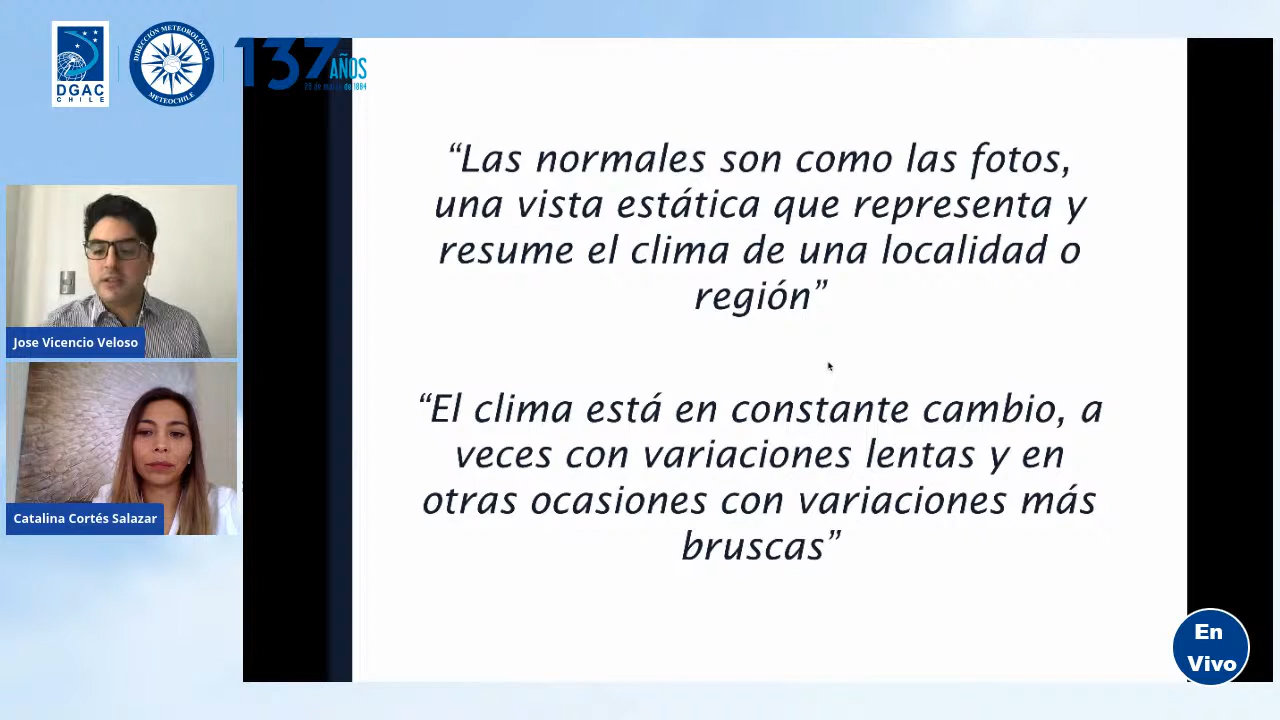 DGAC
CHILE
DIRECCIÓN METEOROLÓGICA
METEOCHILE
137 AÑOS
“Las normales son como las fotos,
una vista estática que representa y
resume el clima de una localidad o
región”
“El clima está en constante cambio, a
veces con variaciones lentas y en
otras ocasiones con variaciones más
bruscas”
Jose Vicencio Veloso
Catalina Cortés Salazar
En
Vivo